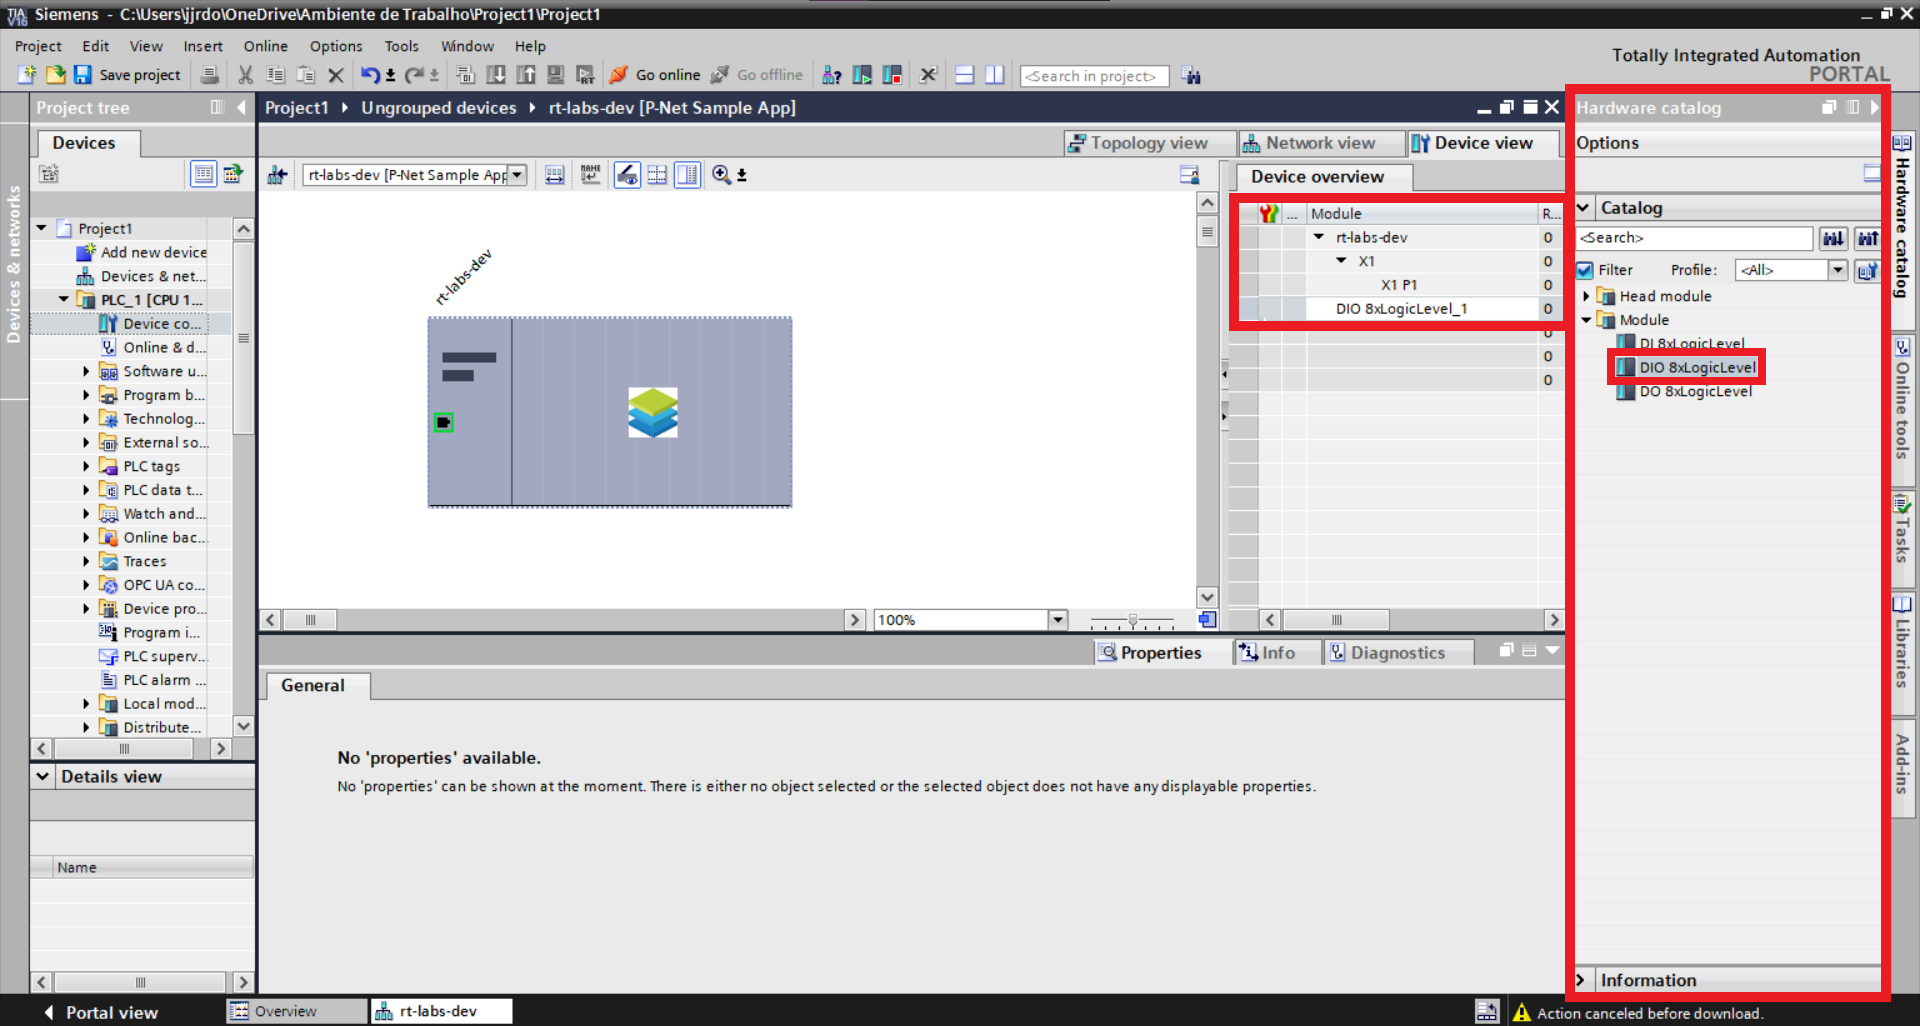 Siemens - C:\Users\jjrdo\OneDrive\Ambiente de Trabalho\Project1\Project1
Project Edit View Insert Online Options Tools Window Help
Totally Integrated Automation
PORTAL
Save project
Go online
Go offline
<Search in project>
Project tree
Project1 ▸ Ungrouped devices ▸ rt-labs-dev [P-Net Sample App]
Hardware catalog
Devices
Topology view
Network view
Device view
Options
rt-labs-dev [P-Net Sample App
Device overview
Devices & networks
Project1
Add new device
Devices & net...
PLC_1 [CPU 1...
Device co...
Online & d...
Software u...
Program b...
Technolog...
External so...
PLC tags
PLC data t...
Watch and...
Online bac...
Traces
OPC UA co...
Device pro...
Program i...
PLC superv..
PLC alarm ...
Local mod...
Distribute...
rt-labs-dev
... Module R...
rt-labs-dev 0
X1 0
X1 P1 0
DIO 8xLogicLevel_1 0
0
0
0
Catalog
<Search>
Filter Profile: <All>
Head module
Module
DI 8xLogicLevel
DIO 8xLogicLevel
DO 8xLogicLevel
Hardware catalog
Online tools
Tasks
Libraries
Add-ins
100%
Properties
Info
Diagnostics
General
No 'properties' available.
No 'properties' can be shown at the moment. There is either no object selected or the selected object does not have any displayable properties.
Details view
Name
Information
Portal view
Overview
rt-labs-dev
Action canceled before download.